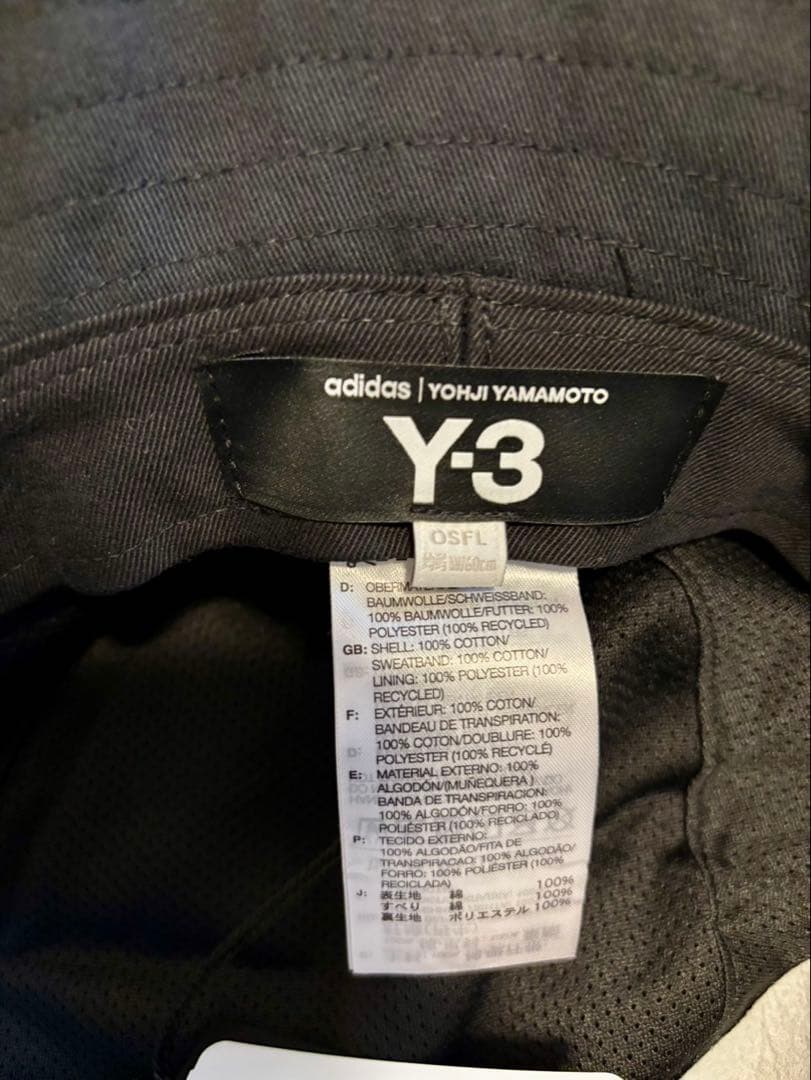 adidas | YOHJI YAMAMOTO
Y-3
OSFL
/60cm
D: OBERMATE
BAUMWOLLE/SCHWEISSBAND:
100% BAUMWOLLE/FUTTER: 100%
POLYESTER (100% RECYCLED)
GB: SHELL: 100% COTTON/
SWEATBAND: 100% COTTON/
LINING: 100% POLYESTER (100%
RECYCLED)
F: EXTÉRIEUR: 100% COTON/
BANDEAU DE TRANSPIRATION:
100% COTON/DOUBLURE: 100%
POLYESTER (100% RECYCLÉ)
E: MATERIAL EXTERNO: 100%
ALGODÓN/(MUÑEQUERA )
BANDA DE TRANSPIRACION:
100% ALGODÓN/FORRO: 100%
POLIÉSTER (100% RECICLADO)
P: TECIDO EXTERNO:
100% ALGODÃO/FITA DE
TRANSPIRACAO: 100% ALGODÃO/
FORRO: 100% POLIÉSTER (100%
RECICLADA)
J: 表生地 綿 100%
すべり 綿 100%
裏生地 ポリエステル 100%